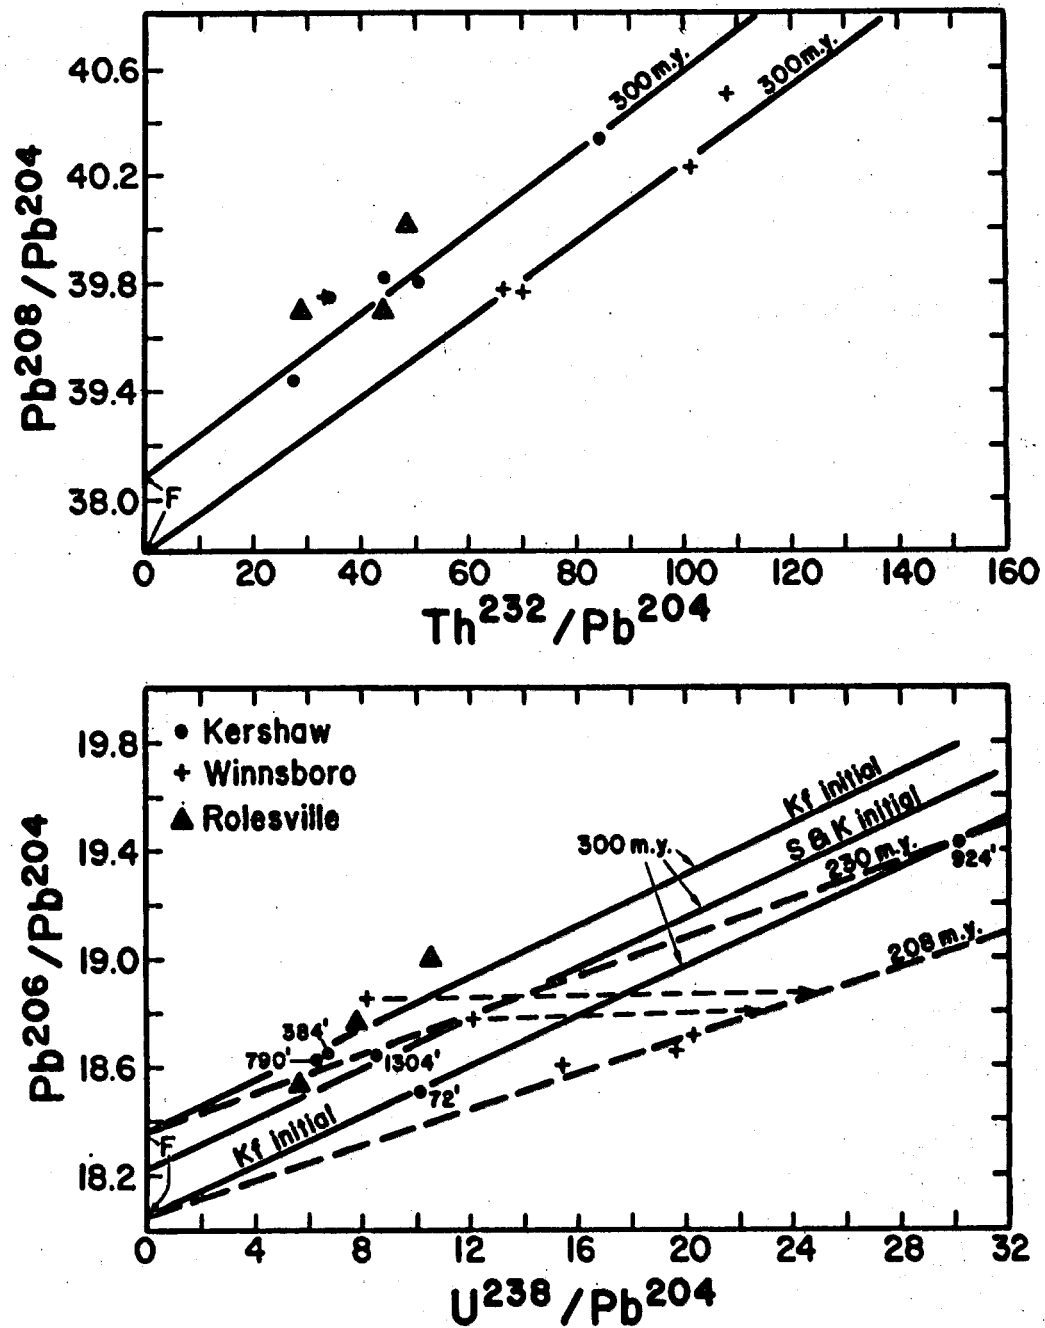 Pb208/Pb204
40.6
40.2
39.8
39.4
38.0
300 m.y.
300 m.y.
F
0 20 40 60 80 100 120 140 160
Th232/Pb204
Pb206/Pb204
19.8
19.4
19.0
18.6
18.2
Kershaw
Winnsboro
Rolesville
Kf initial
S & K initial
300 m.y.
230 m.y.
924'
208 m.y.
384'
790'
1304'
72'
Kf initial
F
0 4 8 12 16 20 24 28 32
U238/Pb204